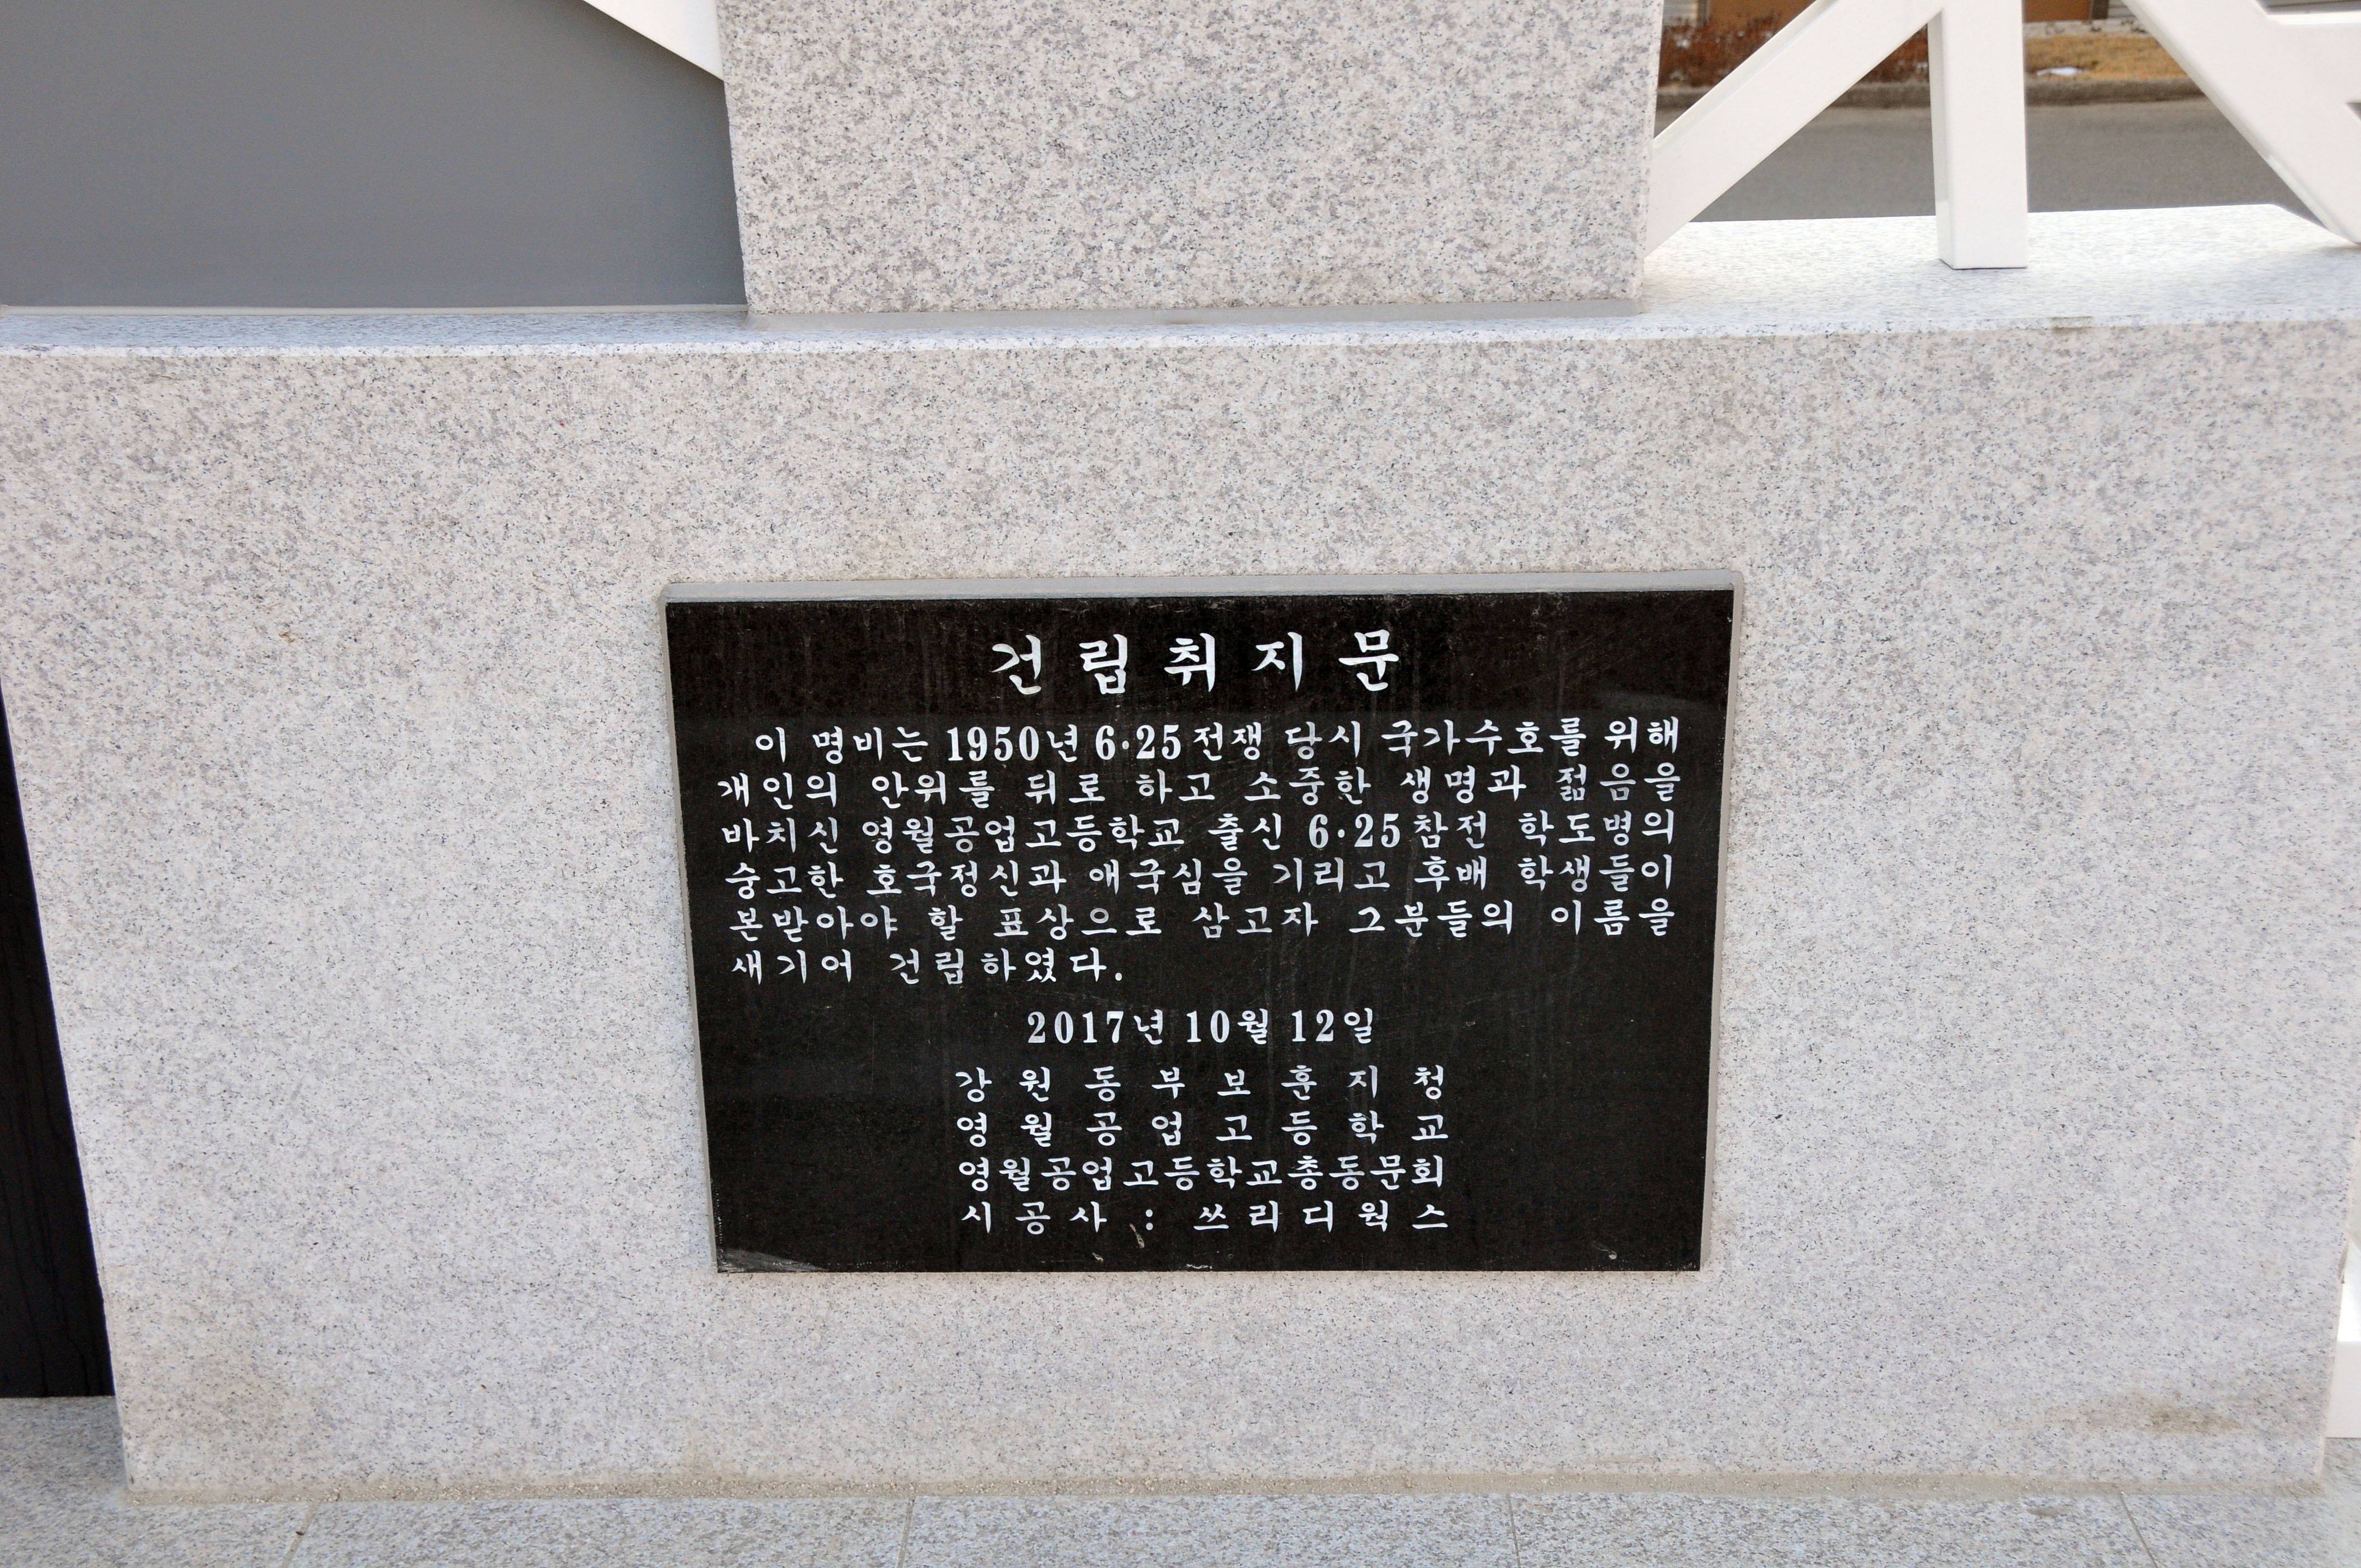 건립취지문
이 명비는 1950년 6·25전쟁 당시 국가수호를 위해
개인의 안위를 뒤로 하고 소중한 생명과 젊음을
바치신 영월공업고등학교 출신 6·25참전 학도병의
숭고한 호국정신과 애국심을 기리고 후배 학생들이
본받아야 할 표상으로 삼고자 그분들의 이름을
새기어 건립하였다.
2017년 10월 12일
강원동부보훈지청
영월공업고등학교
영월공업고등학교총동문회
시공사 : 쓰리디웍스